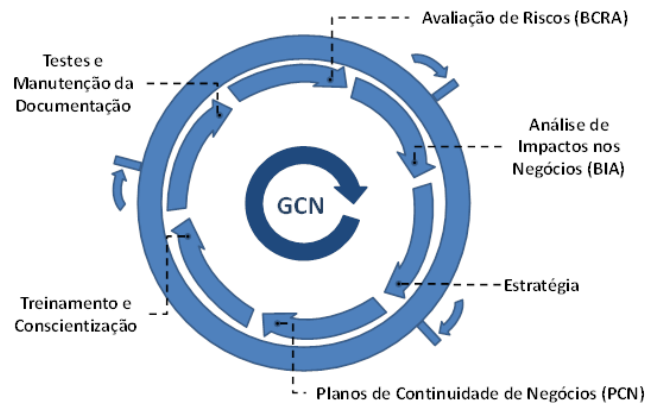 Avaliação de Riscos (BCRA)
Testes e
Manutenção da
Documentação
Análise de
Impactos nos
Negócios (BIA)
GCN
Estratégia
Treinamento e
Conscientização
Planos de Continuidade de Negócios (PCN)